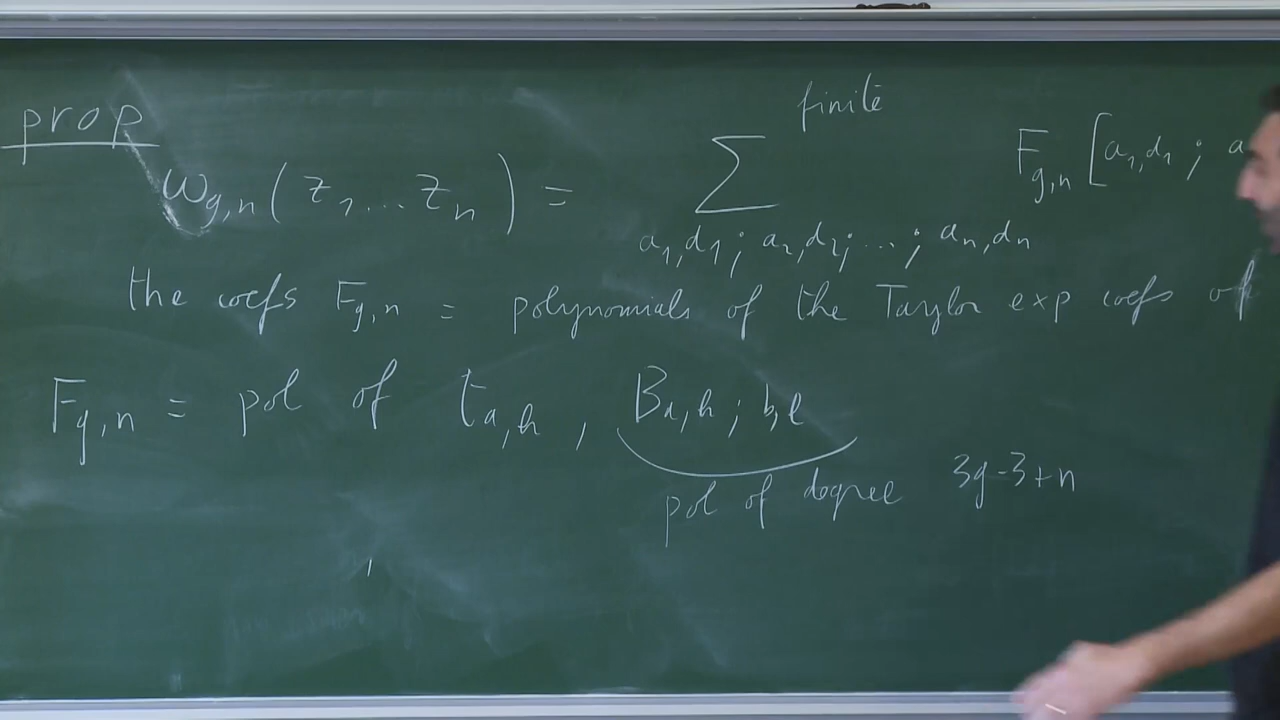 prop
finite
ω_{g,n}(z_1...z_n) = Σ F_{g,n}[a_1,d_1; a
a_1,d_1; a_2,d_2; ...; a_n,d_n
the coefs F_{g,n} = polynomials of the Taylor exp coefs of
F_{g,n} = pol of t_{a,k}, B_{a,k; b,l}
pol of degree 3g-3+n